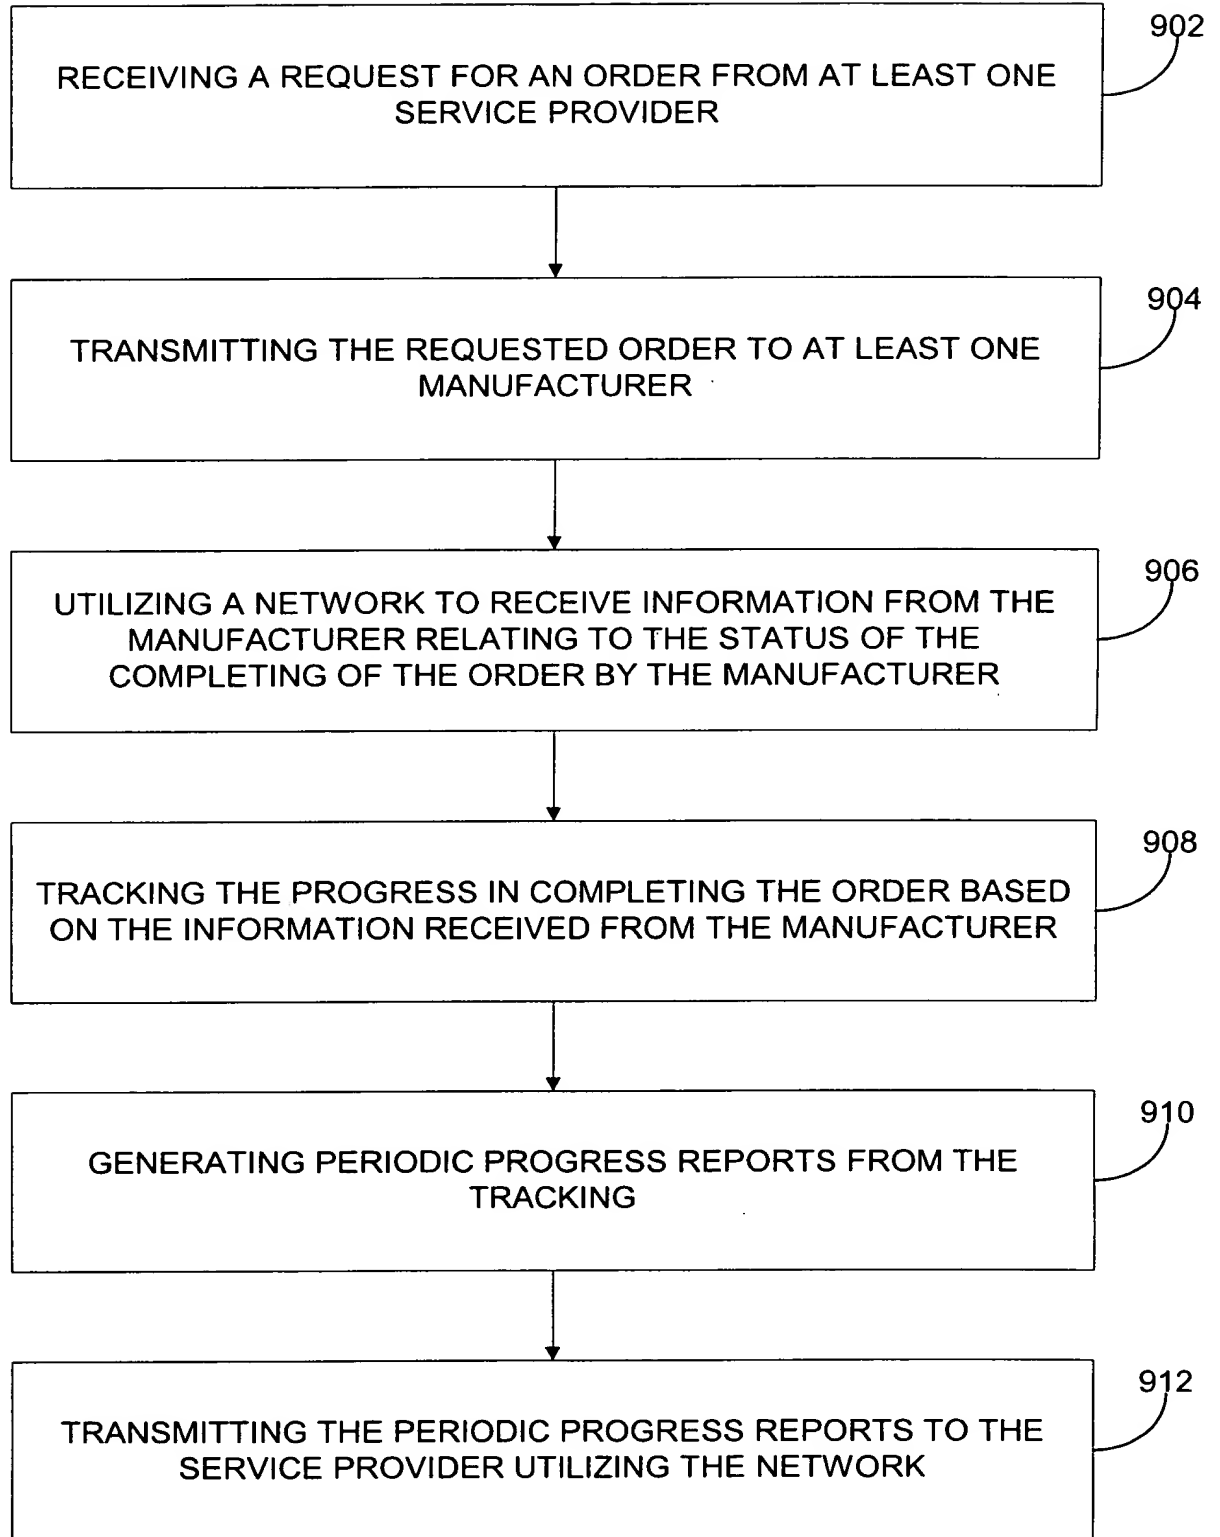 902
RECEIVING A REQUEST FOR AN ORDER FROM AT LEAST ONE
SERVICE PROVIDER
904
TRANSMITTING THE REQUESTED ORDER TO AT LEAST ONE
MANUFACTURER
906
UTILIZING A NETWORK TO RECEIVE INFORMATION FROM THE
MANUFACTURER RELATING TO THE STATUS OF THE
COMPLETING OF THE ORDER BY THE MANUFACTURER
908
TRACKING THE PROGRESS IN COMPLETING THE ORDER BASED
ON THE INFORMATION RECEIVED FROM THE MANUFACTURER
910
GENERATING PERIODIC PROGRESS REPORTS FROM THE
TRACKING
912
TRANSMITTING THE PERIODIC PROGRESS REPORTS TO THE
SERVICE PROVIDER UTILIZING THE NETWORK